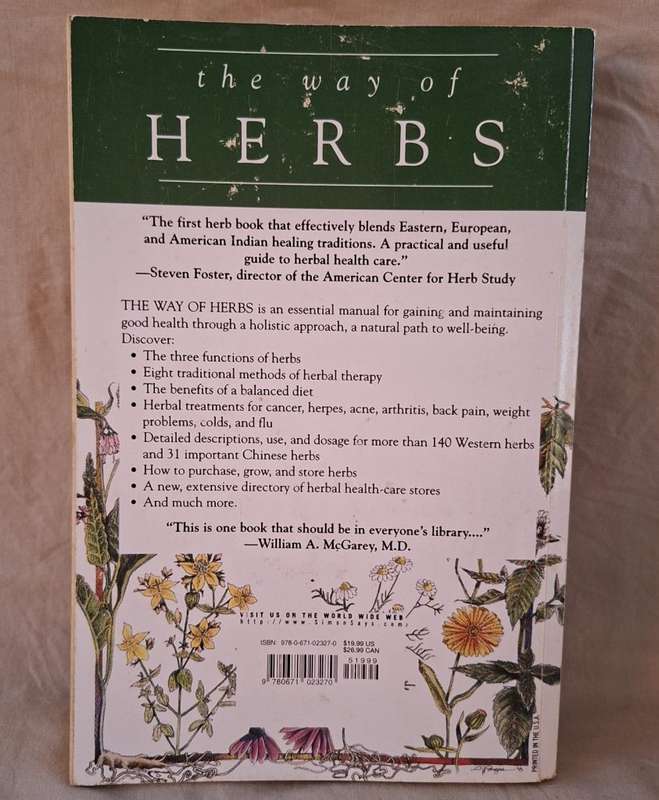 the way of
HERBS
“The first herb book that effectively blends Eastern, European,
and American Indian healing traditions. A practical and useful
guide to herbal health care.”
—Steven Foster, director of the American Center for Herb Study
THE WAY OF HERBS is an essential manual for gaining and maintaining
good health through a holistic approach, a natural path to well-being.
Discover:
• The three functions of herbs
• Eight traditional methods of herbal therapy
• The benefits of a balanced diet
• Herbal treatments for cancer, herpes, acne, arthritis, back pain, weight
problems, colds, and flu
• Detailed descriptions, use, and dosage for more than 140 Western herbs
and 31 important Chinese herbs
• How to purchase, grow, and store herbs
• A new, extensive directory of herbal health-care stores
• And much more.
“This is one book that should be in everyone’s library....”
—William A. McGarey, M.D.
VISIT US ON THE WORLD WIDE WEB
http://www.SimonSays.com
ISBN: 978-0-671-02327-0 $19.99 US
$26.99 CAN
51999
9 780671 023270
PRINTED IN THE U.S.A.